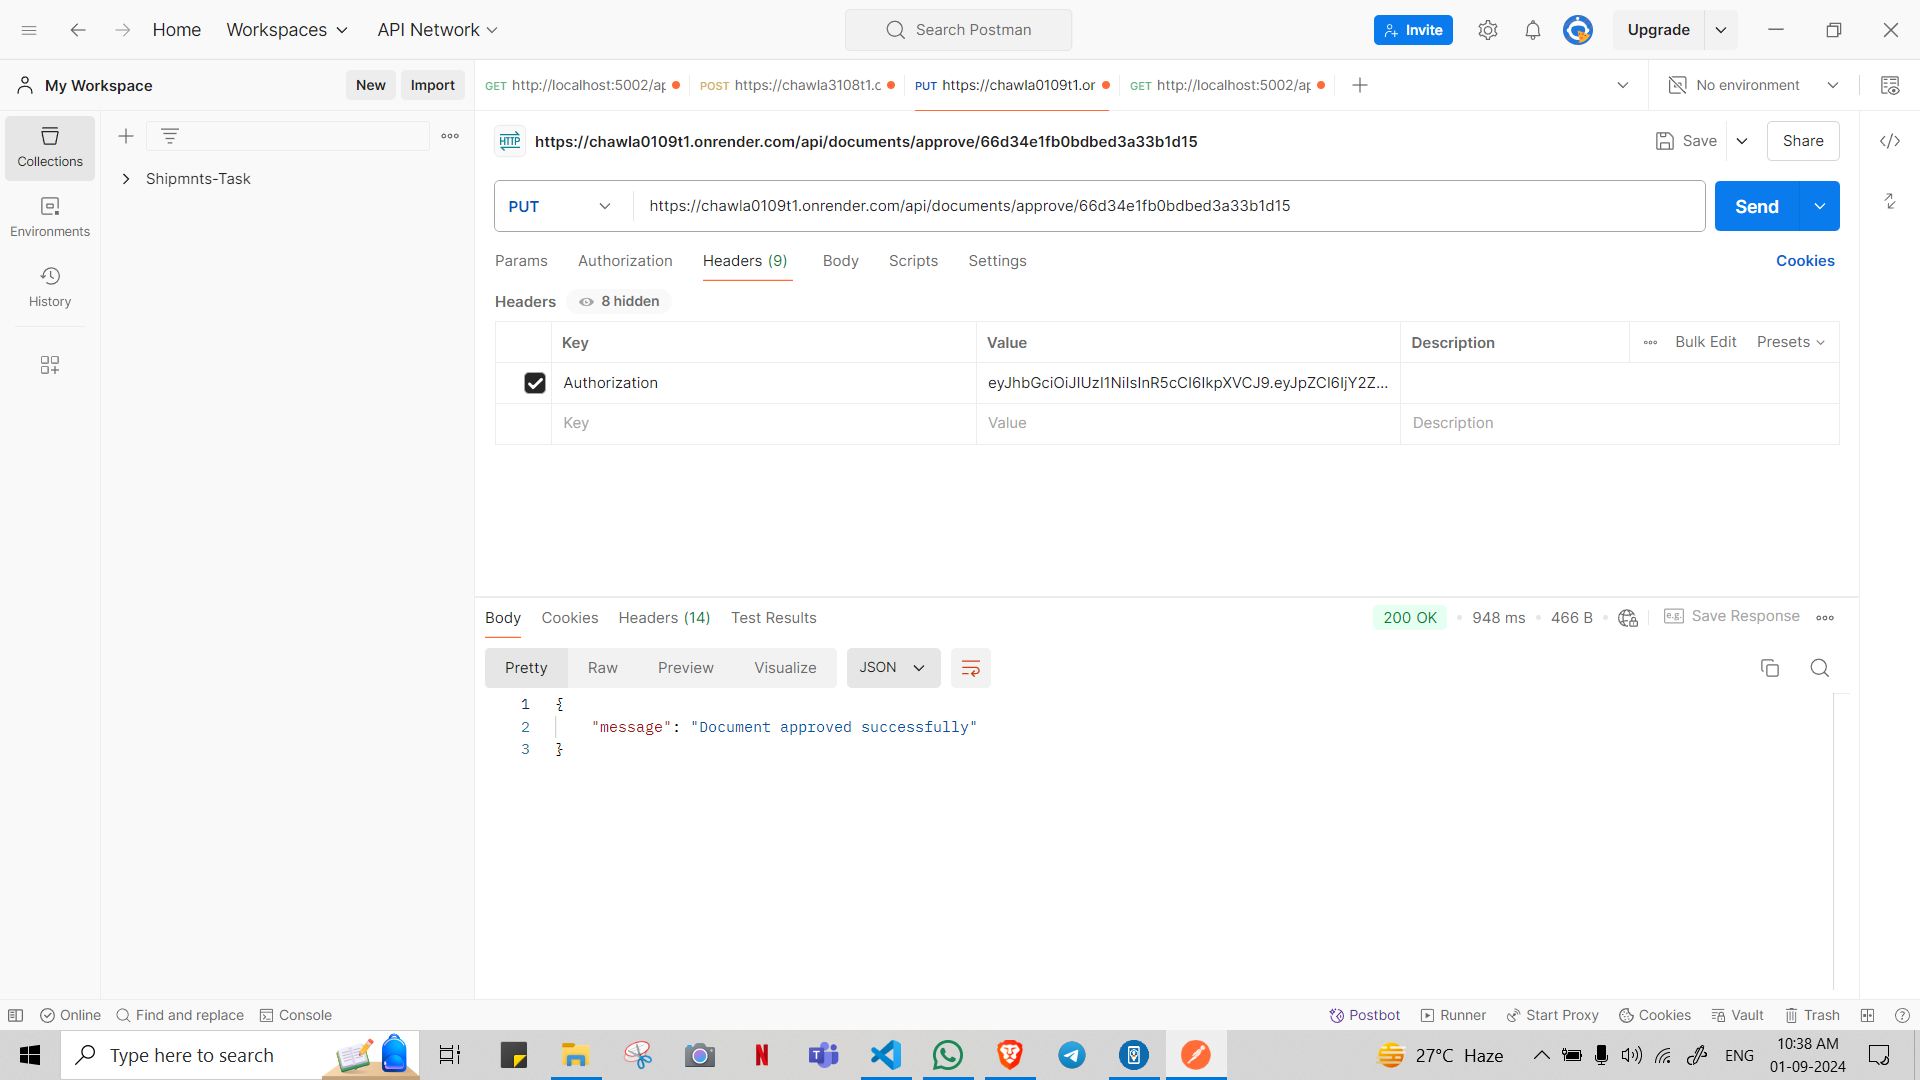 Home Workspaces API Network Search Postman Invite Upgrade
My Workspace New Import GET http://localhost:5002/ap POST https://chawla3108t1.o PUT https://chawla0109t1.on GET http://localhost:5002/ap No environment
Collections
Environments
History
Shipmnts-Task
HTTP https://chawla0109t1.onrender.com/api/documents/approve/66d34e1fb0bdbed3a33b1d15 Save Share
PUT https://chawla0109t1.onrender.com/api/documents/approve/66d34e1fb0bdbed3a33b1d15 Send
Params Authorization Headers (9) Body Scripts Settings Cookies
Headers 8 hidden
Key Value Description Bulk Edit Presets
Authorization eyJhbGciOiJIUzI1NiIsInR5cCI6IkpXVCJ9.eyJpZCI6IjY2Z...
Key Value Description
Body Cookies Headers (14) Test Results 200 OK 948 ms 466 B e.g. Save Response
Pretty Raw Preview Visualize JSON
1 {
2 "message": "Document approved successfully"
3 }
Online Find and replace Console Postbot Runner Start Proxy Cookies Vault Trash
Type here to search N 27°C Haze ENG 10:38 AM
01-09-2024